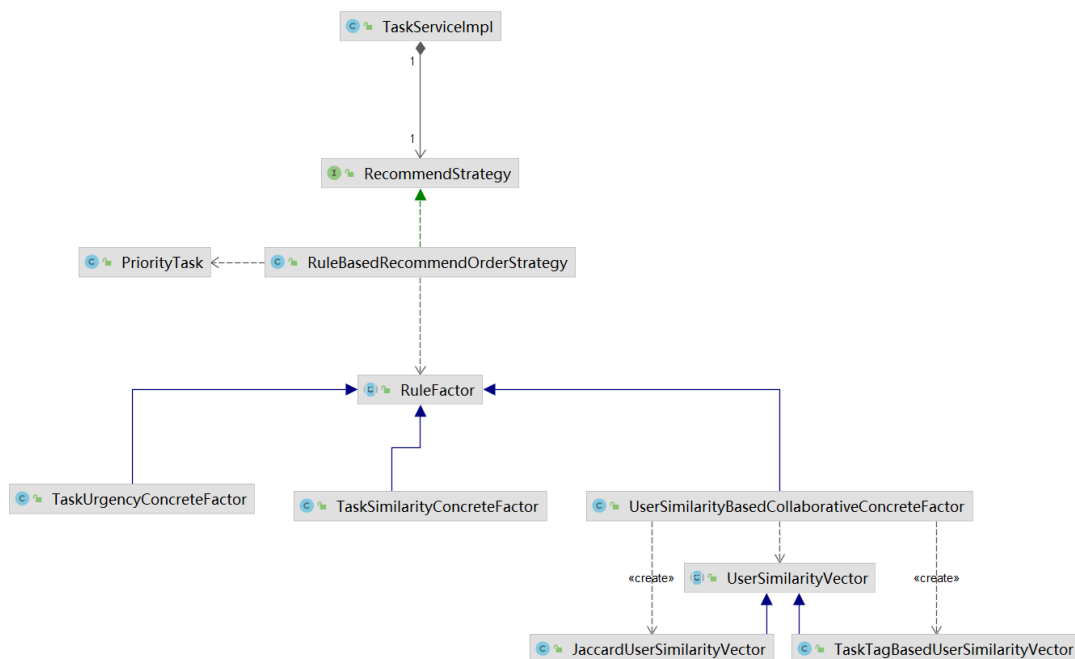 TaskServiceImpl
1
1
RecommendStrategy
PriorityTask
RuleBasedRecommendOrderStrategy
RuleFactor
TaskUrgencyConcreteFactor
TaskSimilarityConcreteFactor
UserSimilarityBasedCollaborativeConcreteFactor
«create»
UserSimilarityVector
«create»
JaccardUserSimilarityVector
TaskTagBasedUserSimilarityVector